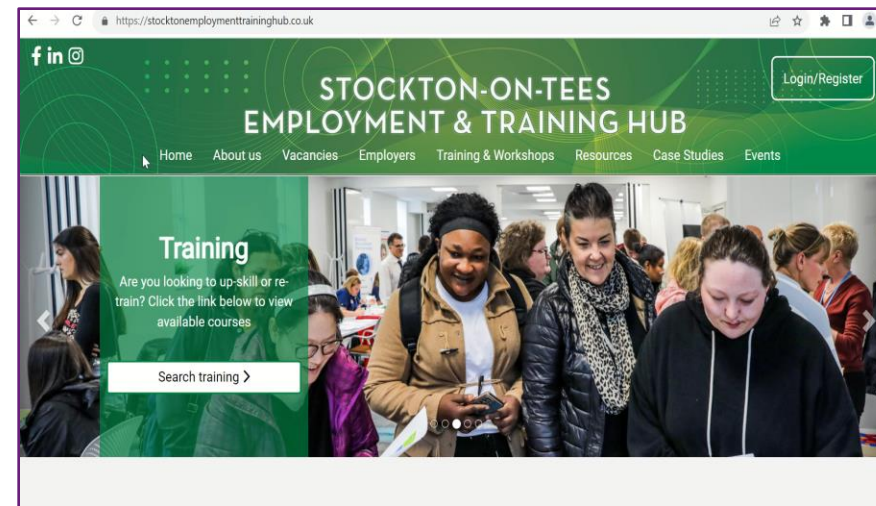 https://stocktonemploymenttraininghub.co.uk
f in
Login/Register
STOCKTON-ON-TEES
EMPLOYMENT & TRAINING HUB
Home About us Vacancies Employers Training & Workshops Resources Case Studies Events
Training
Are you looking to up-skill or re-
train? Click the link below to view
available courses
Search training